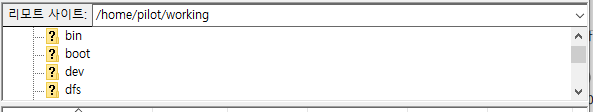 리모트 사이트: /home/pilot/working
bin
boot
dev
dfs